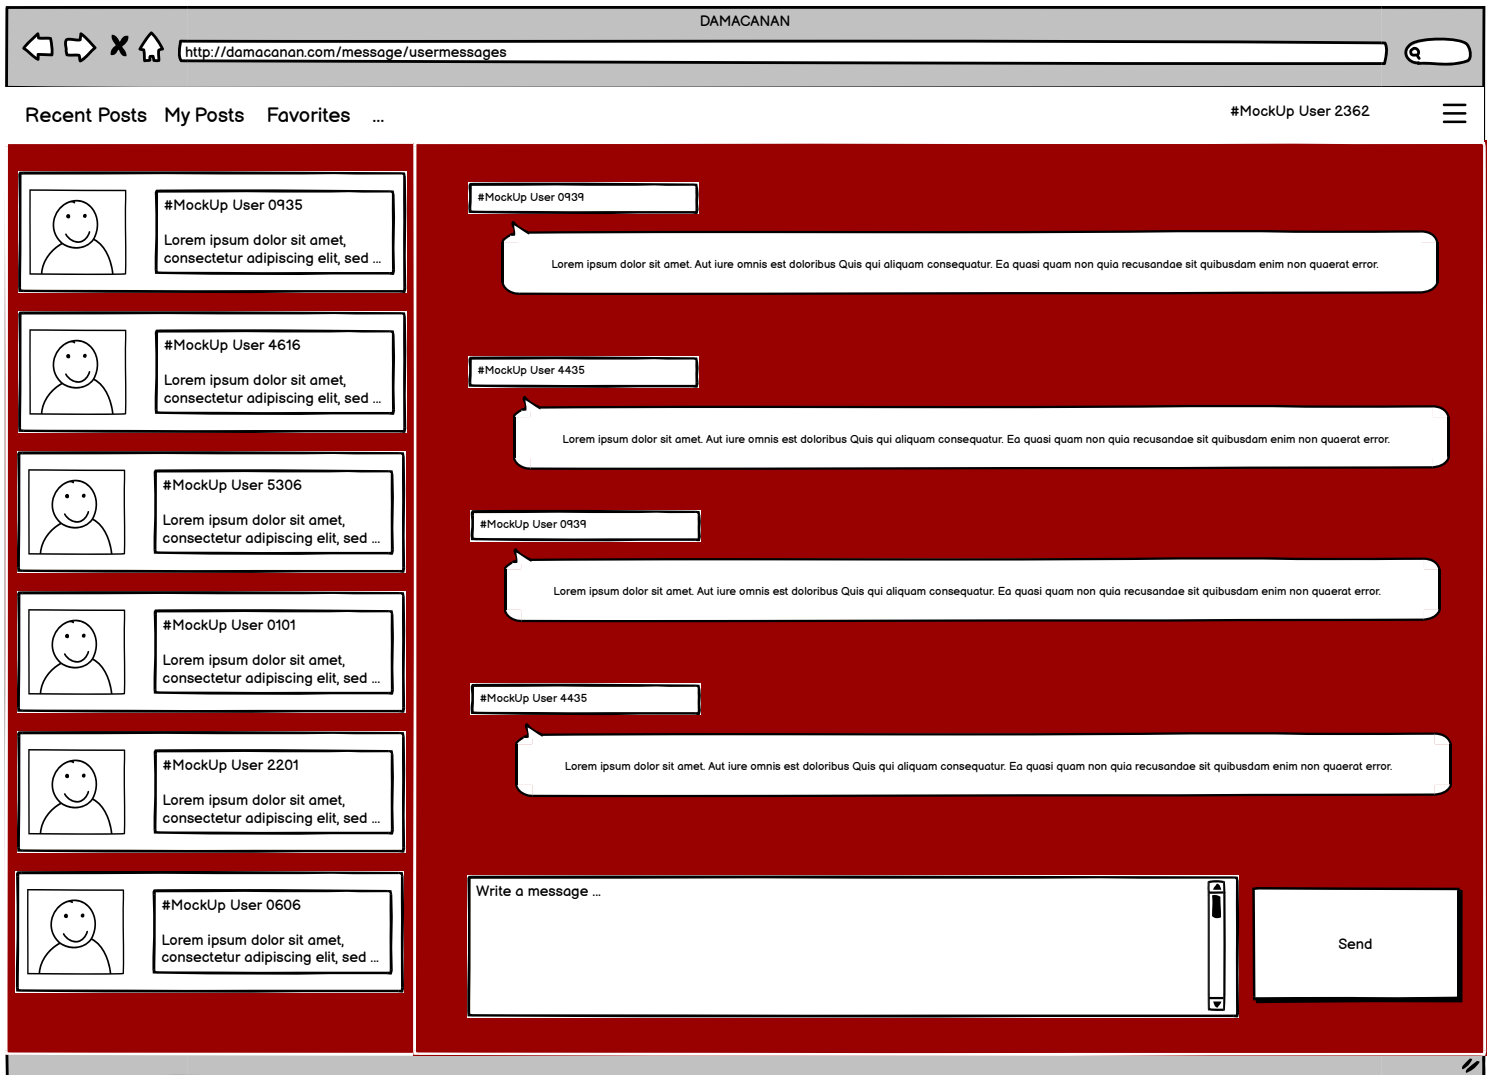 DAMACANAN
http://damacanan.com/message/usermessages
Recent Posts My Posts Favorites ...
#MockUp User 2362
#MockUp User 0935
Lorem ipsum dolor sit amet,
consectetur adipiscing elit, sed ...
#MockUp User 4616
Lorem ipsum dolor sit amet,
consectetur adipiscing elit, sed ...
#MockUp User 5306
Lorem ipsum dolor sit amet,
consectetur adipiscing elit, sed ...
#MockUp User 0101
Lorem ipsum dolor sit amet,
consectetur adipiscing elit, sed ...
#MockUp User 2201
Lorem ipsum dolor sit amet,
consectetur adipiscing elit, sed ...
#MockUp User 0606
Lorem ipsum dolor sit amet,
consectetur adipiscing elit, sed ...
#MockUp User 0939
Lorem ipsum dolor sit amet. Aut iure omnis est doloribus Quis qui aliquam consequatur. Ea quasi quam non quia recusandae sit quibusdam enim non quaerat error.
#MockUp User 4435
Lorem ipsum dolor sit amet. Aut iure omnis est doloribus Quis qui aliquam consequatur. Ea quasi quam non quia recusandae sit quibusdam enim non quaerat error.
#MockUp User 0939
Lorem ipsum dolor sit amet. Aut iure omnis est doloribus Quis qui aliquam consequatur. Ea quasi quam non quia recusandae sit quibusdam enim non quaerat error.
#MockUp User 4435
Lorem ipsum dolor sit amet. Aut iure omnis est doloribus Quis qui aliquam consequatur. Ea quasi quam non quia recusandae sit quibusdam enim non quaerat error.
Write a message ...
Send